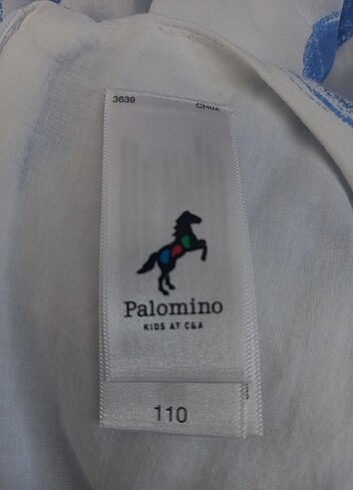 3639
Palomino
KIDS AT C&A
110